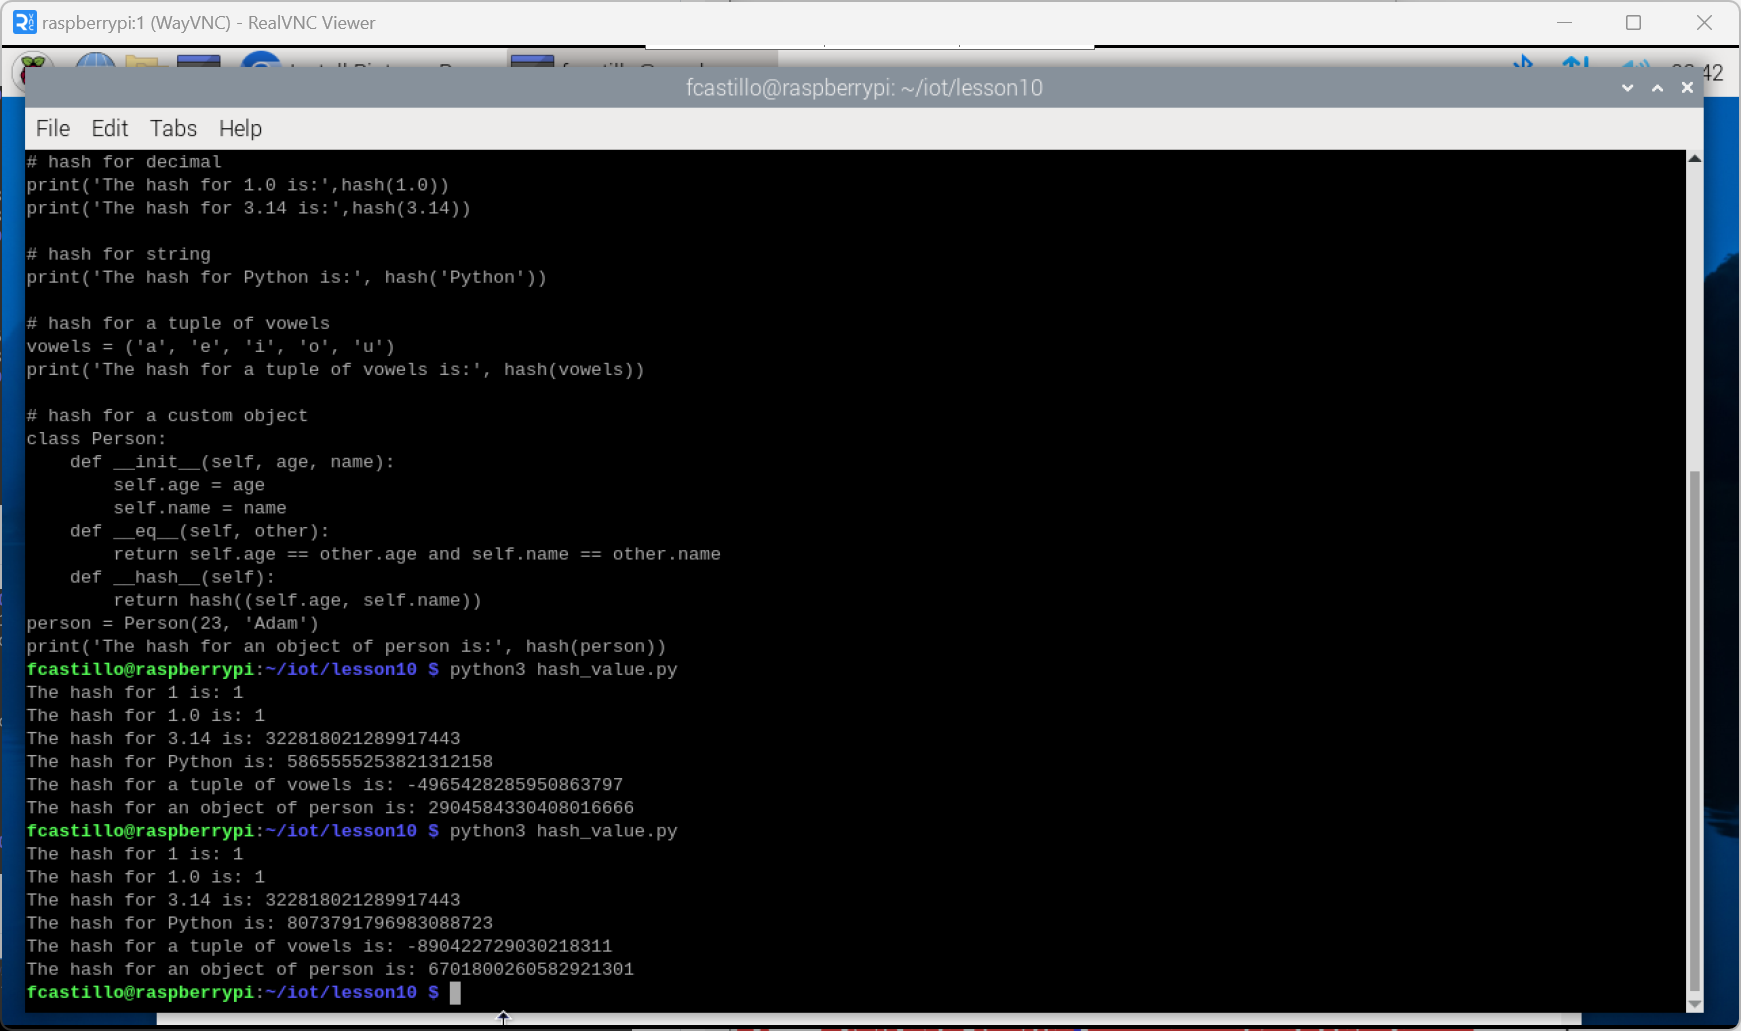 raspberrypi:1 (WayVNC) - RealVNC Viewer
fcastillo@raspberrypi: ~/iot/lesson10
File Edit Tabs Help
# hash for decimal
print('The hash for 1.0 is:',hash(1.0))
print('The hash for 3.14 is:',hash(3.14))
# hash for string
print('The hash for Python is:', hash('Python'))
# hash for a tuple of vowels
vowels = ('a', 'e', 'i', 'o', 'u')
print('The hash for a tuple of vowels is:', hash(vowels))
# hash for a custom object
class Person:
    def __init__(self, age, name):
        self.age = age
        self.name = name
    def __eq__(self, other):
        return self.age == other.age and self.name == other.name
    def __hash__(self):
        return hash((self.age, self.name))
person = Person(23, 'Adam')
print('The hash for an object of person is:', hash(person))
fcastillo@raspberrypi:~/iot/lesson10 $ python3 hash_value.py
The hash for 1 is: 1
The hash for 1.0 is: 1
The hash for 3.14 is: 322818021289917443
The hash for Python is: 5865555253821312158
The hash for a tuple of vowels is: -4965428285950863797
The hash for an object of person is: 2904584330408016666
fcastillo@raspberrypi:~/iot/lesson10 $ python3 hash_value.py
The hash for 1 is: 1
The hash for 1.0 is: 1
The hash for 3.14 is: 322818021289917443
The hash for Python is: 8073791796983088723
The hash for a tuple of vowels is: -890422729030218311
The hash for an object of person is: 6701800260582921301
fcastillo@raspberrypi:~/iot/lesson10 $